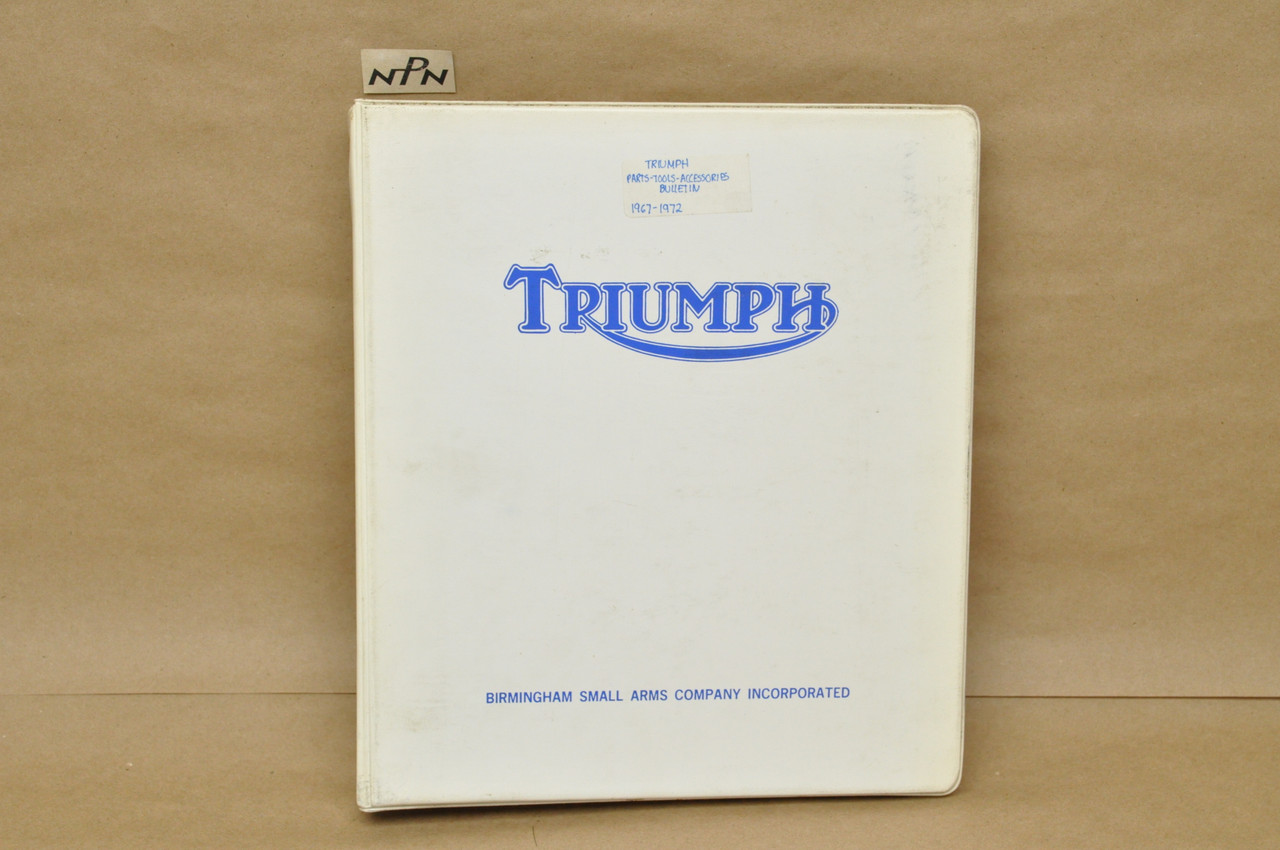 NPN
TRIUMPH
PARTS-TOOLS-ACCESSORIES
BULLETIN
1967-1972
TRIUMPH
BIRMINGHAM SMALL ARMS COMPANY INCORPORATED